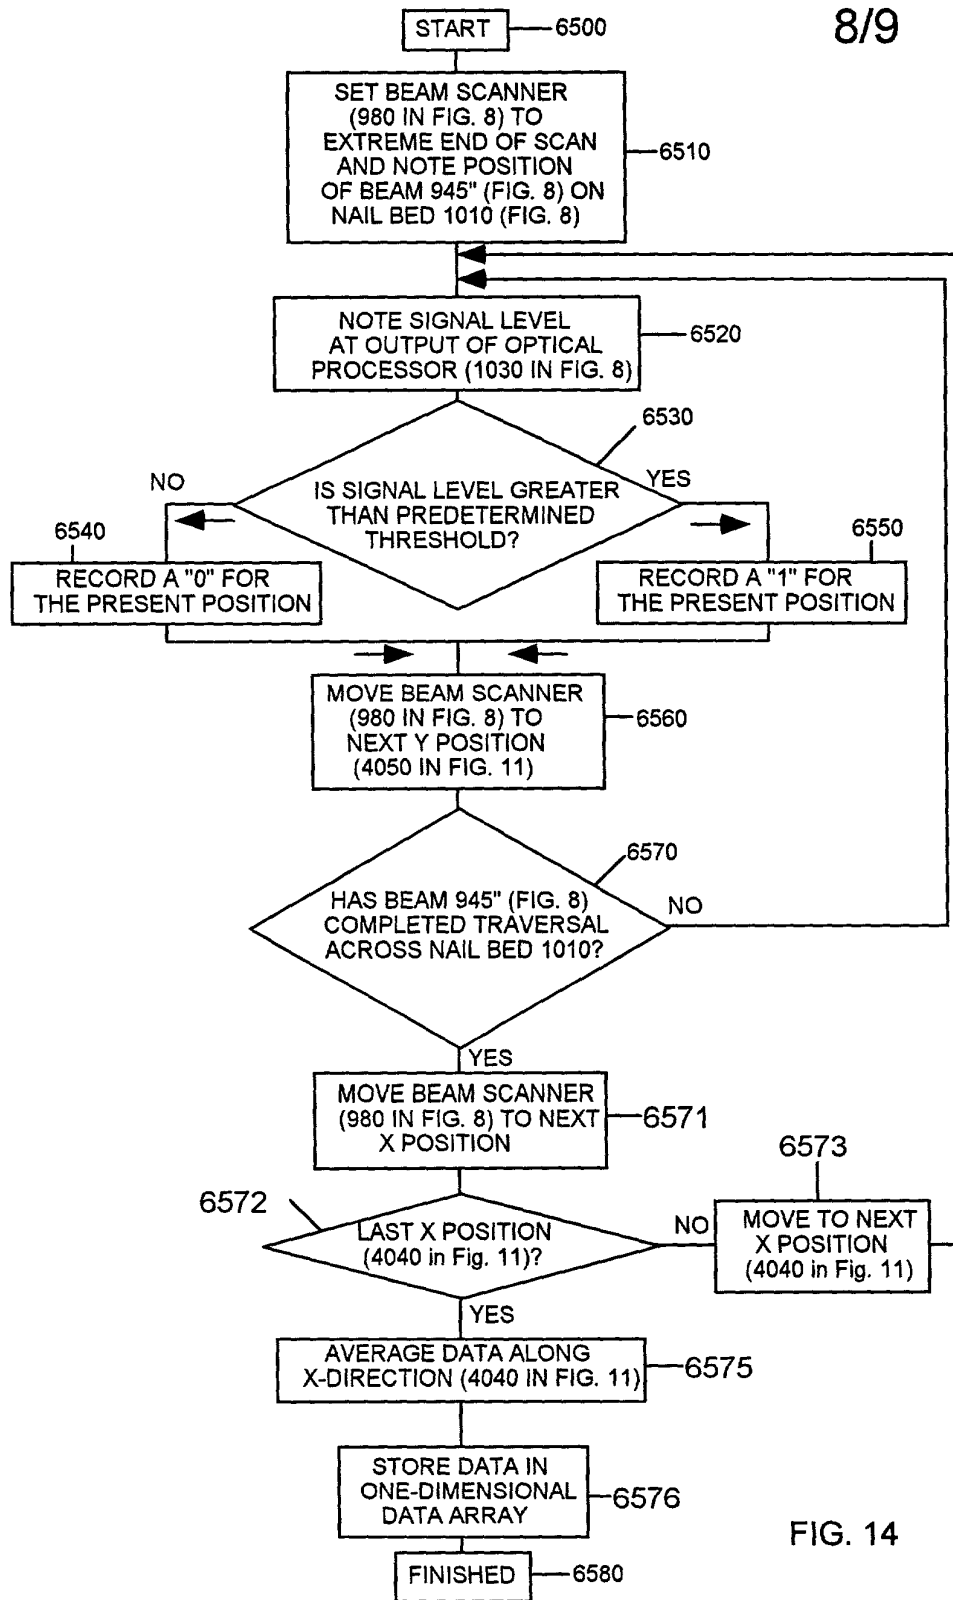 8/9
START
6500
SET BEAM SCANNER
(980 IN FIG. 8) TO
EXTREME END OF SCAN
AND NOTE POSITION
OF BEAM 945" (FIG. 8) ON
NAIL BED 1010 (FIG. 8)
6510
NOTE SIGNAL LEVEL
AT OUTPUT OF OPTICAL
PROCESSOR (1030 IN FIG. 8)
6520
6530
NO
YES
IS SIGNAL LEVEL GREATER
THAN PREDETERMINED
THRESHOLD?
6540
RECORD A "0" FOR
THE PRESENT POSITION
6550
RECORD A "1" FOR
THE PRESENT POSITION
MOVE BEAM SCANNER
(980 IN FIG. 8) TO
NEXT Y POSITION
(4050 IN FIG. 11)
6560
6570
HAS BEAM 945" (FIG. 8)
COMPLETED TRAVERSAL
ACROSS NAIL BED 1010?
NO
YES
MOVE BEAM SCANNER
(980 IN FIG. 8) TO NEXT
X POSITION
6571
6572
LAST X POSITION
(4040 in Fig. 11)?
NO
6573
MOVE TO NEXT
X POSITION
(4040 in Fig. 11)
YES
AVERAGE DATA ALONG
X-DIRECTION (4040 IN FIG. 11)
6575
STORE DATA IN
ONE-DIMENSIONAL
DATA ARRAY
6576
FINISHED
6580
FIG. 14